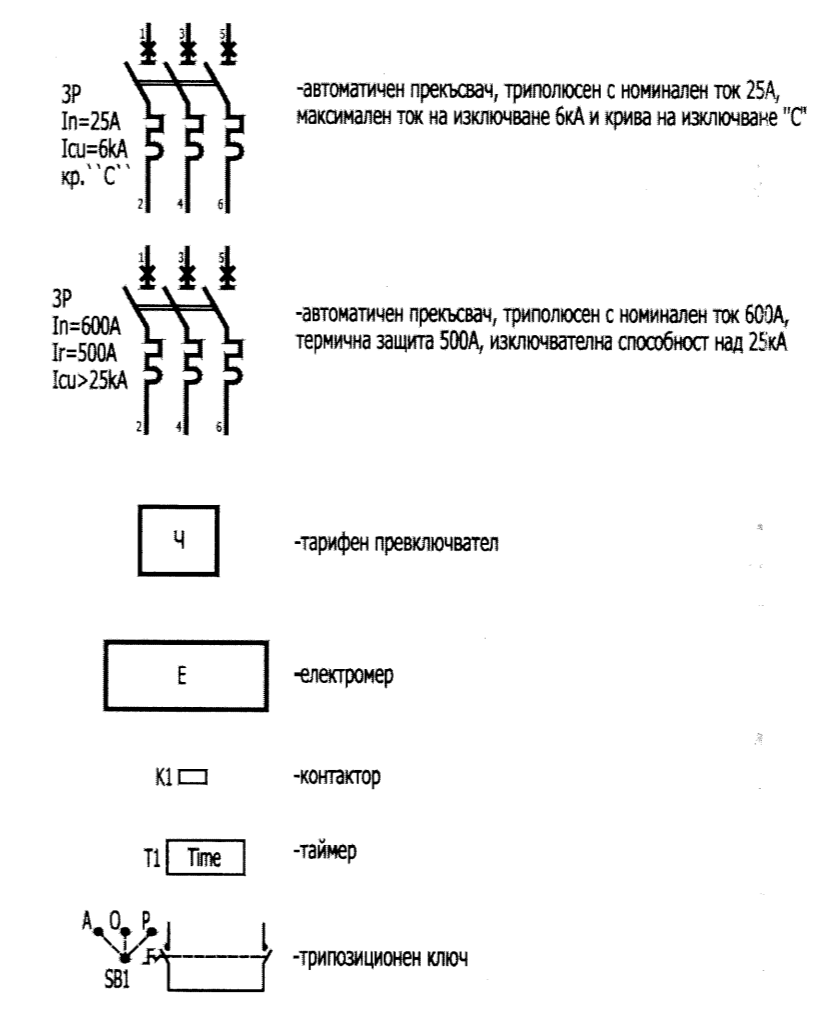 1 3 5
3P
In=25A
Icu=6kA
кр.``C``
2 4 6
-автоматичен прекъсвач, триполюсен с номинален ток 25А,
максимален ток на изключване 6kA и крива на изключване "С"
1 3 5
3P
In=600A
Ir=500A
Icu>25kA
2 4 6
-автоматичен прекъсвач, триполюсен с номинален ток 600А,
термична защита 500А, изключвателна способност над 25кА
Ч
-тарифен превключвател
Е
-електромер
K1
-контактор
T1 Time
-таймер
А О Р
SB1
-трипозиционен ключ